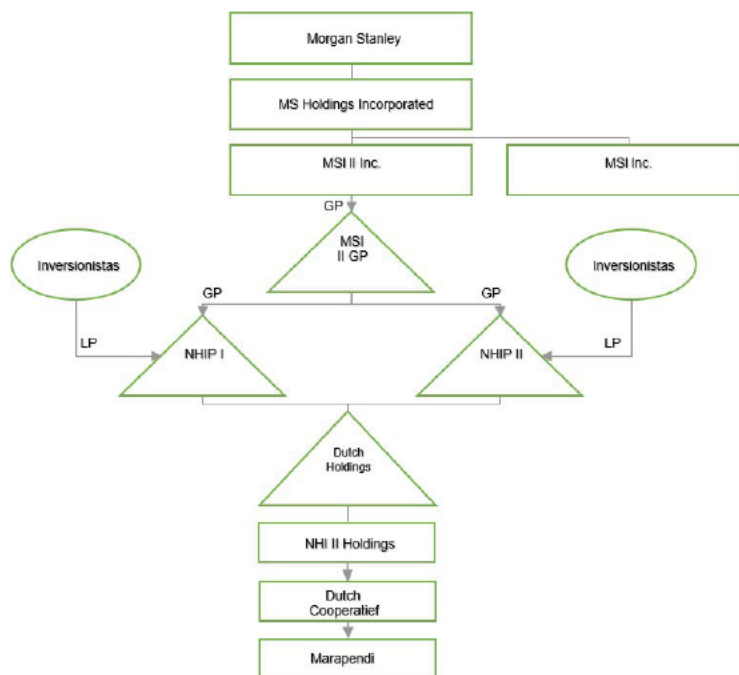 Morgan Stanley
MS Holdings Incorporated
MSI II Inc.
MSI Inc.
GP
MSI
II GP
Inversionistas
Inversionistas
GP
GP
LP
LP
NHIP I
NHIP II
Dutch
Holdings
NHI II Holdings
Dutch
Cooperatief
Marapendi